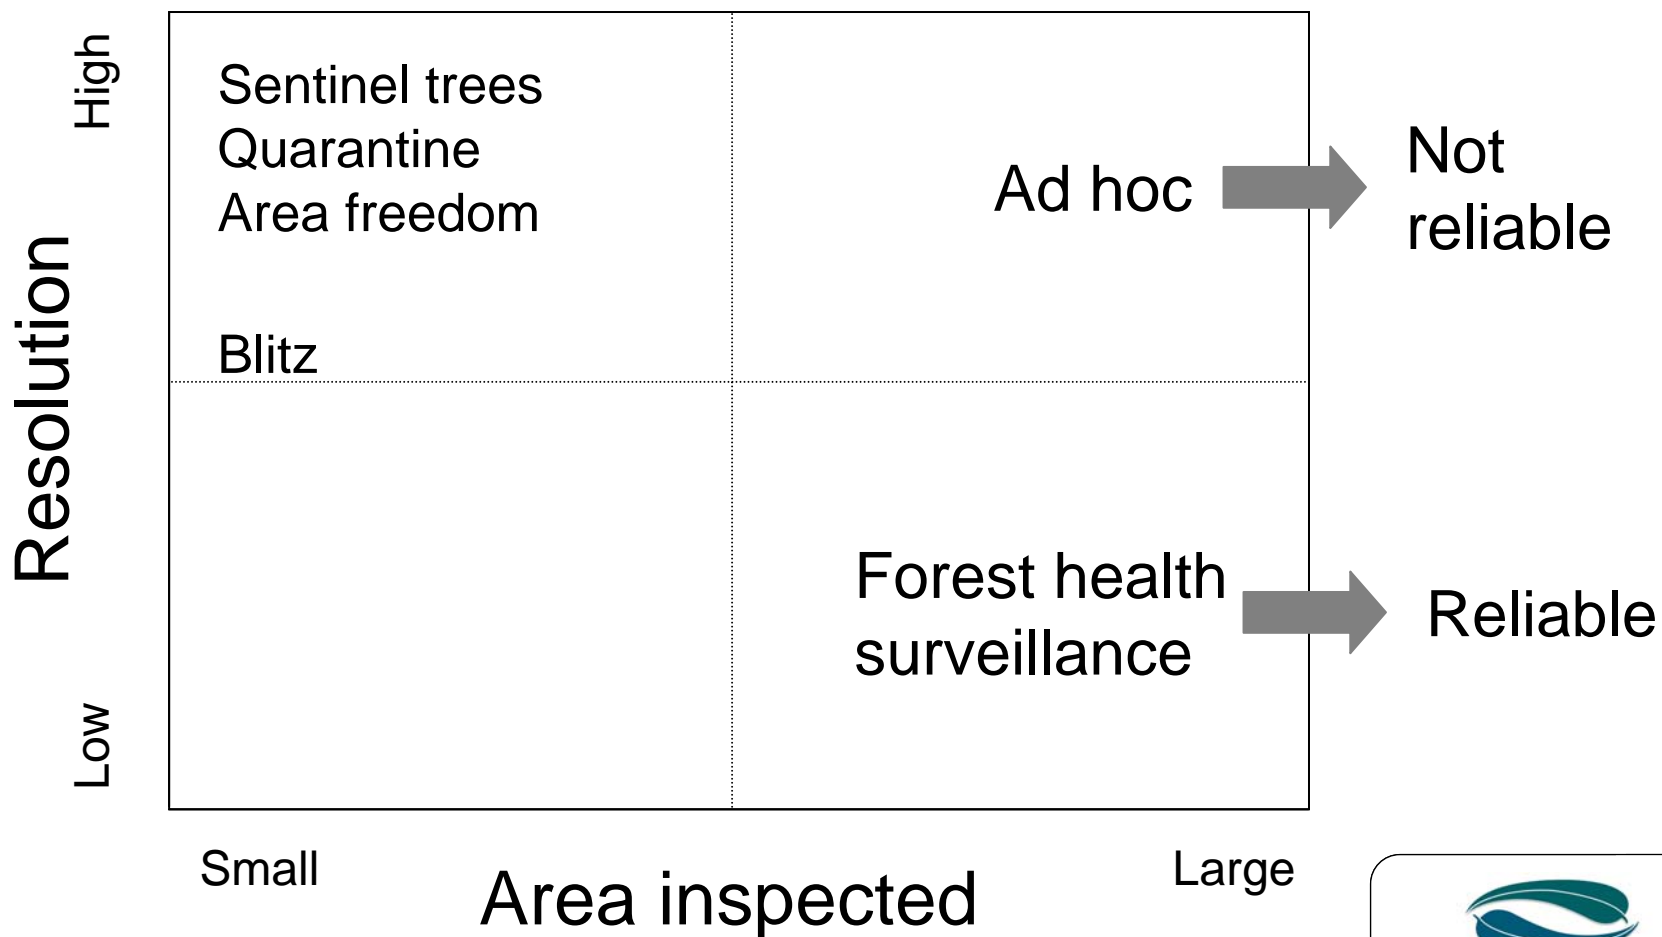 High
Resolution
Low
Sentinel trees
Quarantine
Area freedom
Blitz
Ad hoc
Not
reliable
Forest health
surveillance
Reliable
Small
Area inspected
Large